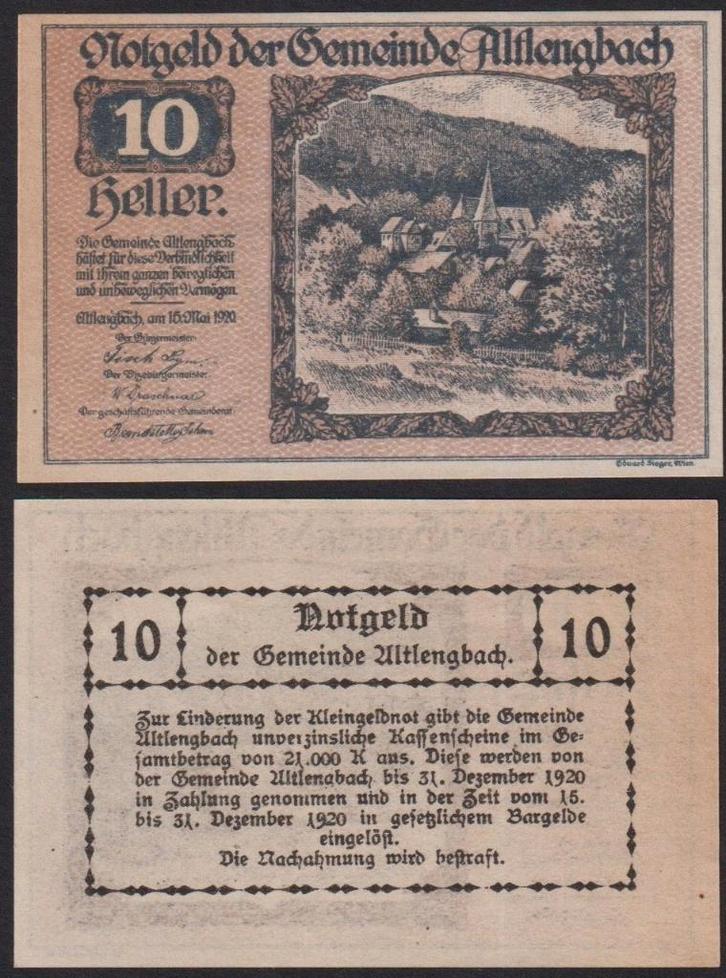 Notgeld der Gemeinde Altlengbach
10
Heller.
Die Gemeinde Altlengbach
haftet für diese Verbindlichkeit
mit ihrem ganzen beweglichen
und unbeweglichen Vermögen.
Altlengbach, am 15. Mai 1920.
Der Bürgermeister:
Der Vizebürgermeister:
Der geschäftsführende Gemeinderat:
Eduard Sieger, Wien.
10
Notgeld
der Gemeinde Altlengbach.
10
Zur Linderung der Kleingeldnot gibt die Gemeinde
Altlengbach unverzinsliche Kassenscheine im Ge-
samtbetrag von 21.000 K aus. Diese werden von
der Gemeinde Altlengbach bis 31. Dezember 1920
in Zahlung genommen und in der Zeit vom 15.
bis 31. Dezember 1920 in gesetzlichem Bargelde
eingelöst.
Die Nachahmung wird bestraft.